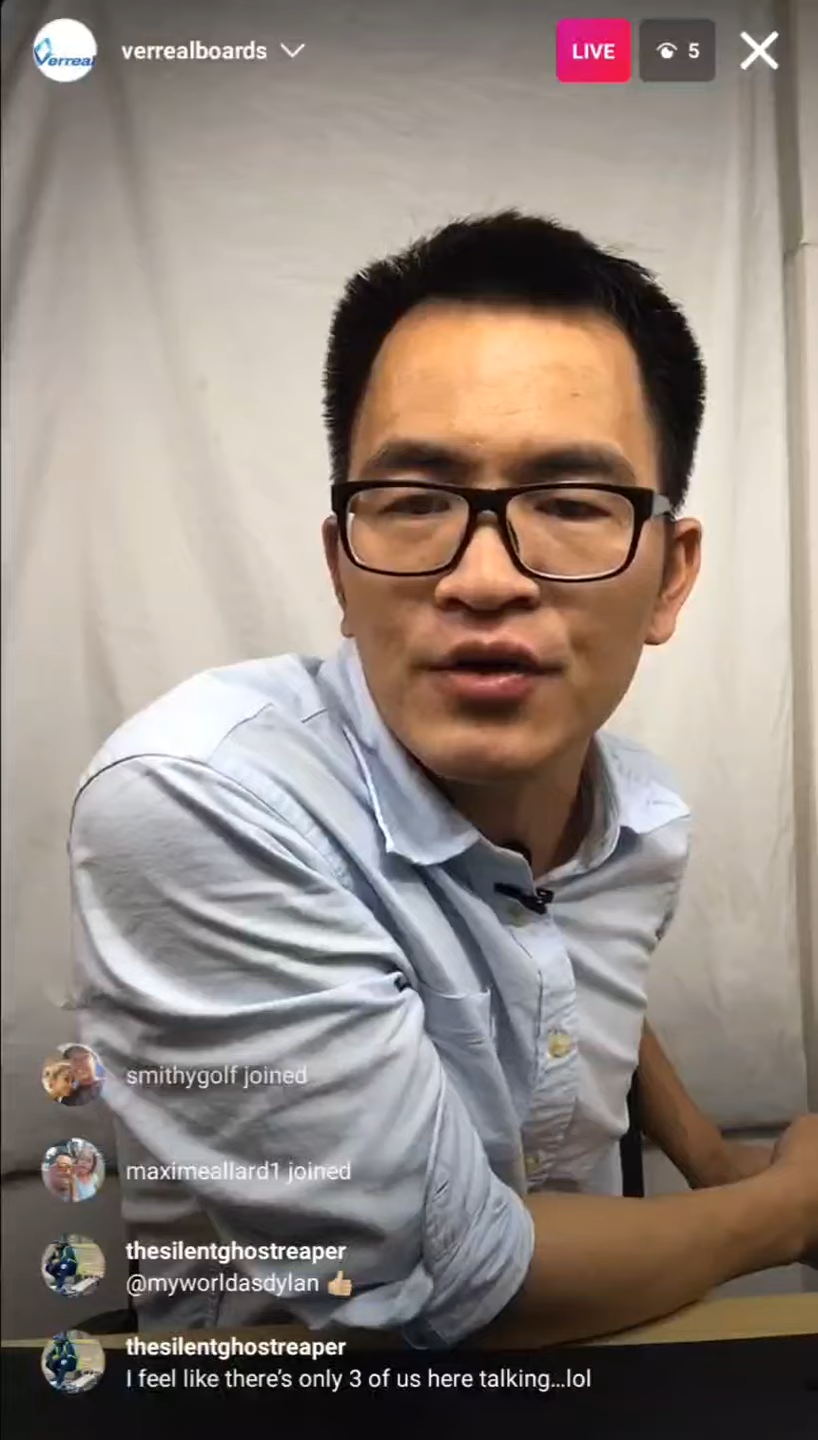 Verreal
verrealboards
LIVE
5
smithygolf joined
maximeallard1 joined
thesilentghostreaper
@myworldasdylan 👍🏼
thesilentghostreaper
I feel like there's only 3 of us here talking...lol